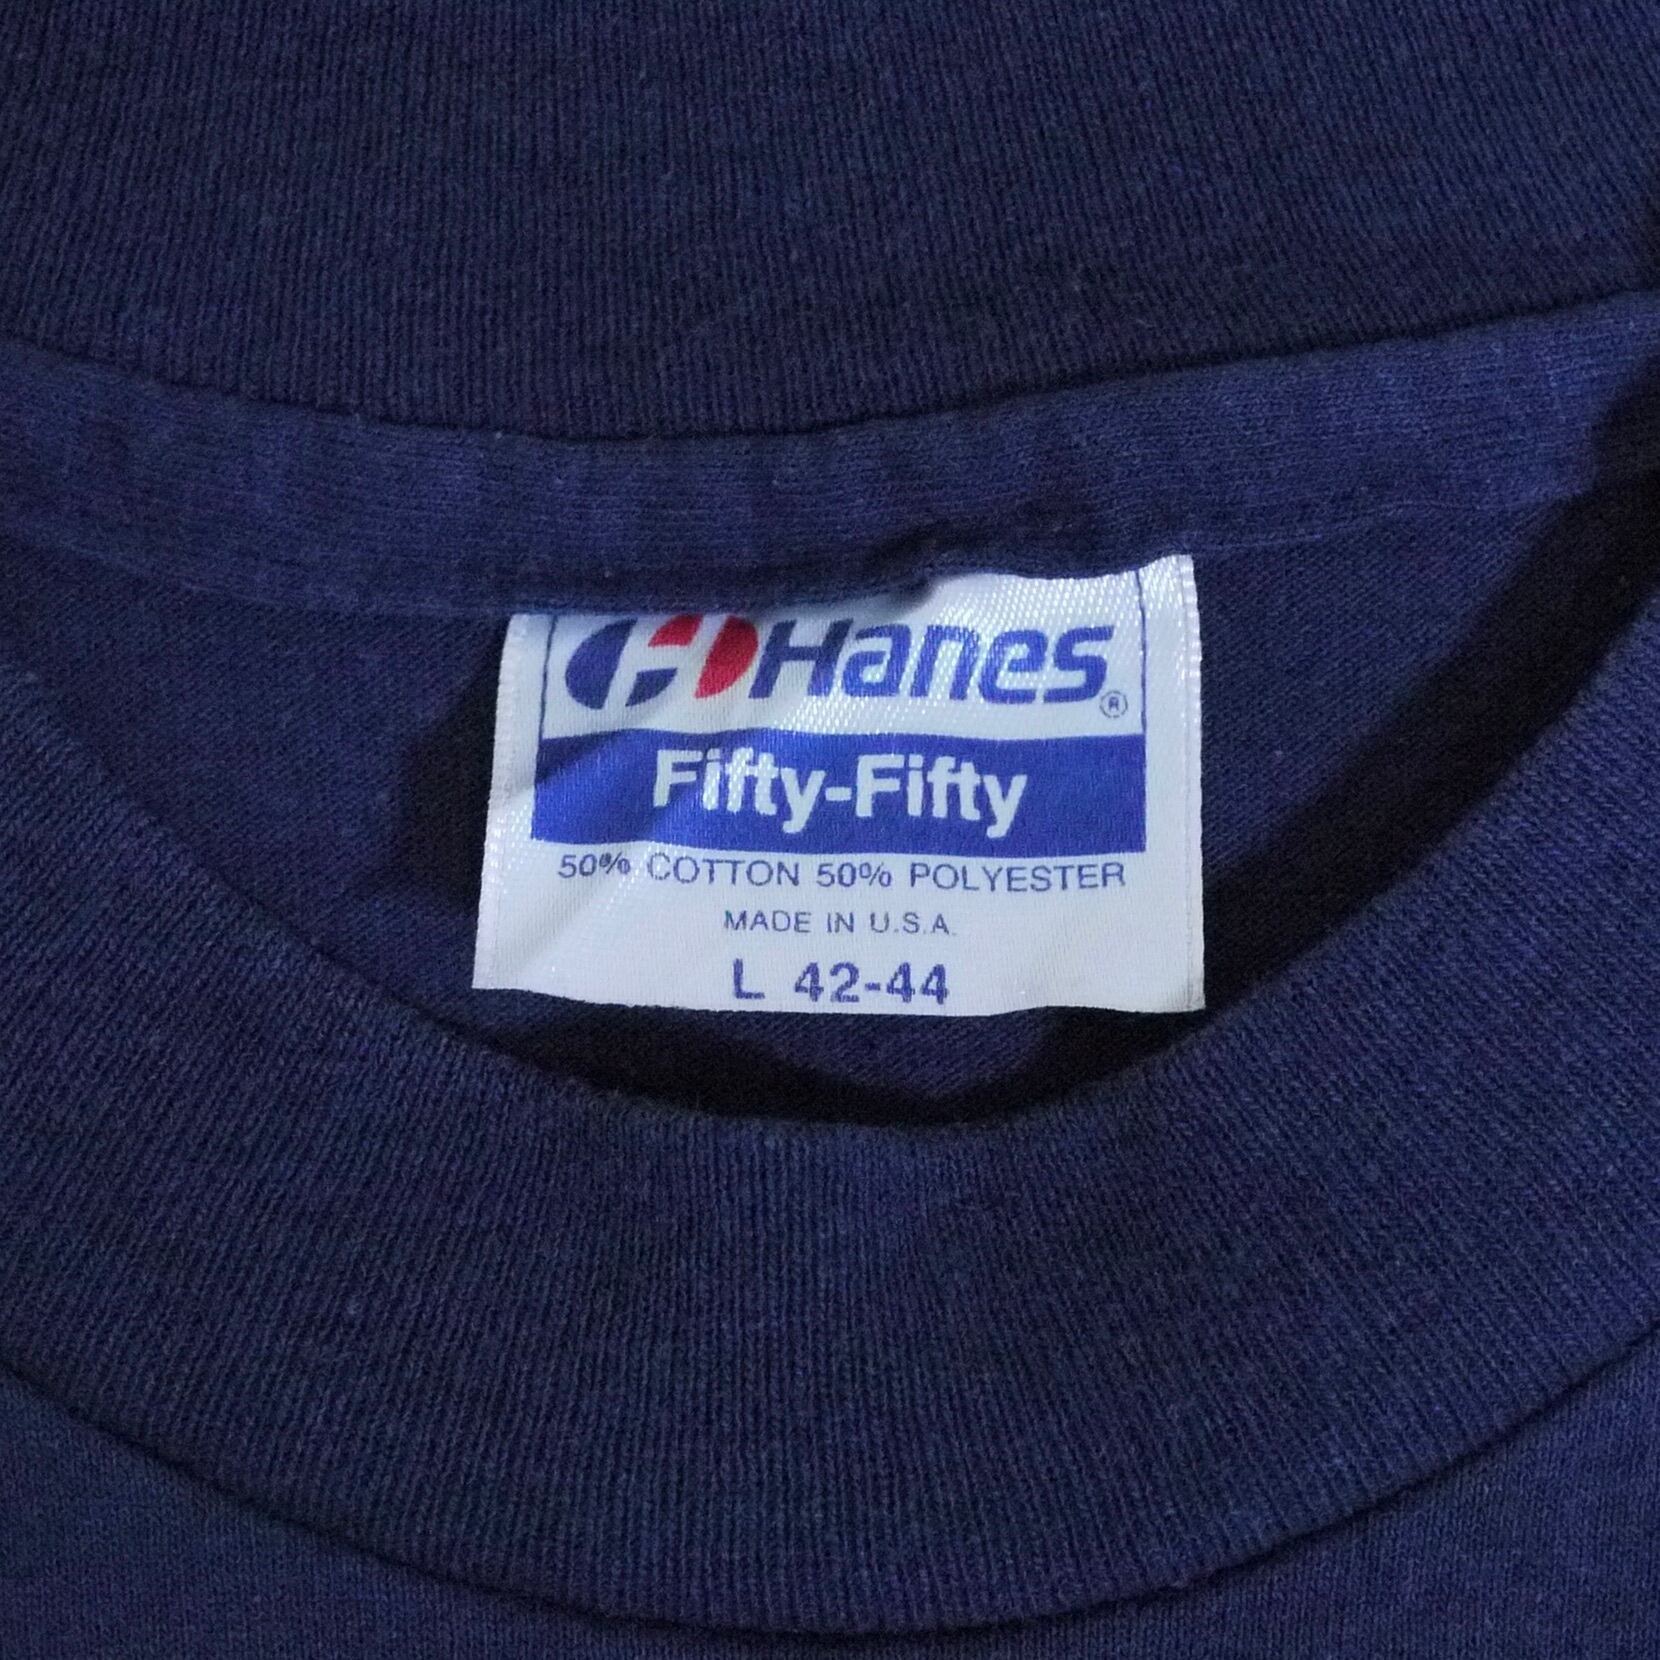 Hanes®
Fifty-Fifty
50% COTTON 50% POLYESTER
MADE IN U.S.A.
L 42-44